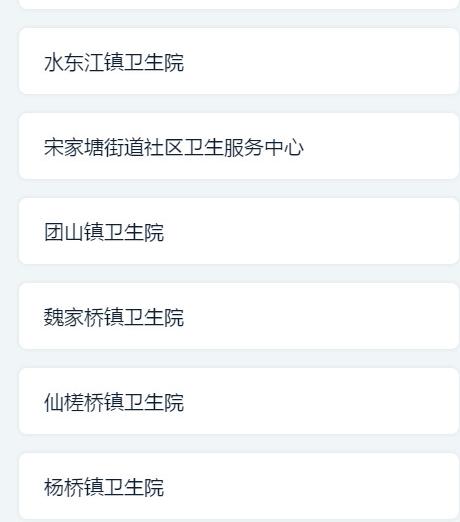 水东江镇卫生院
宋家塘街道社区卫生服务中心
团山镇卫生院
魏家桥镇卫生院
仙槎桥镇卫生院
杨桥镇卫生院